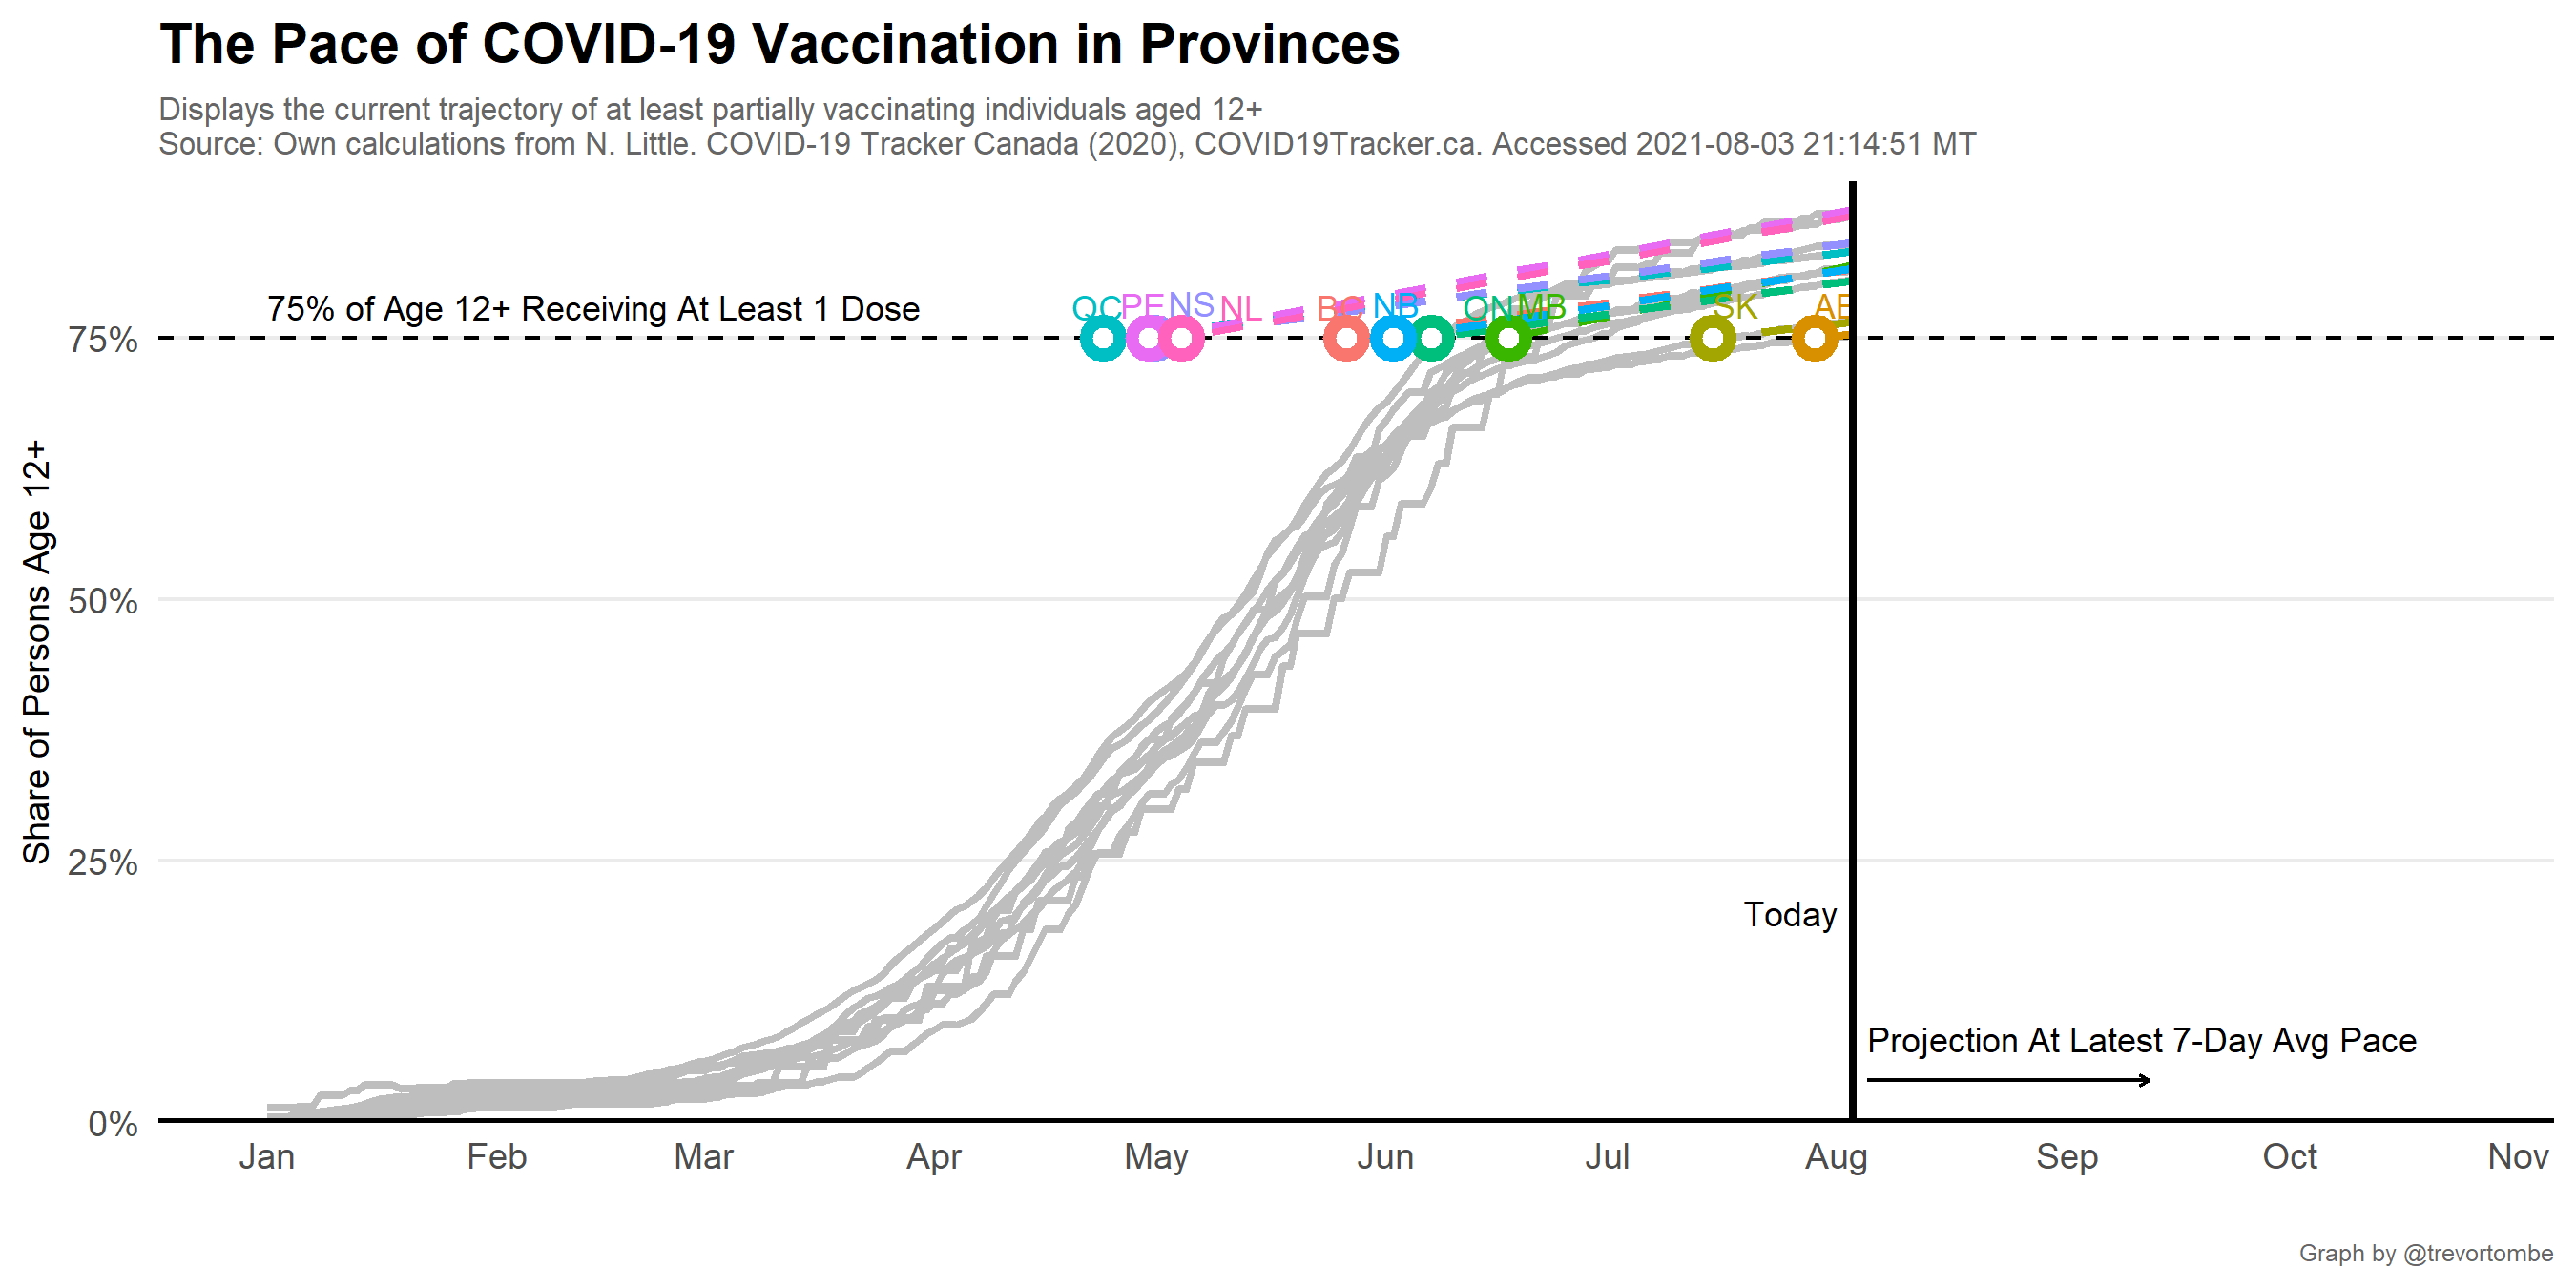 The Pace of COVID-19 Vaccination in Provinces
Displays the current trajectory of at least partially vaccinating individuals aged 12+
Source: Own calculations from N. Little. COVID-19 Tracker Canada (2020), COVID19Tracker.ca. Accessed 2021-08-03 21:14:51 MT
75% of Age 12+ Receiving At Least 1 Dose
QC PE NS NL BC NB ON MB SK AB
75%
50%
25%
0%
Share of Persons Age 12+
Today
Projection At Latest 7-Day Avg Pace
Jan Feb Mar Apr May Jun Jul Aug Sep Oct Nov
Graph by @trevortombe